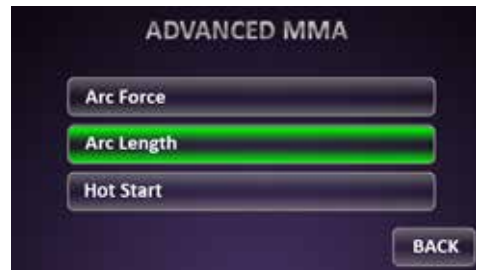 ADVANCED MMA
Arc Force
Arc Length
Hot Start
BACK